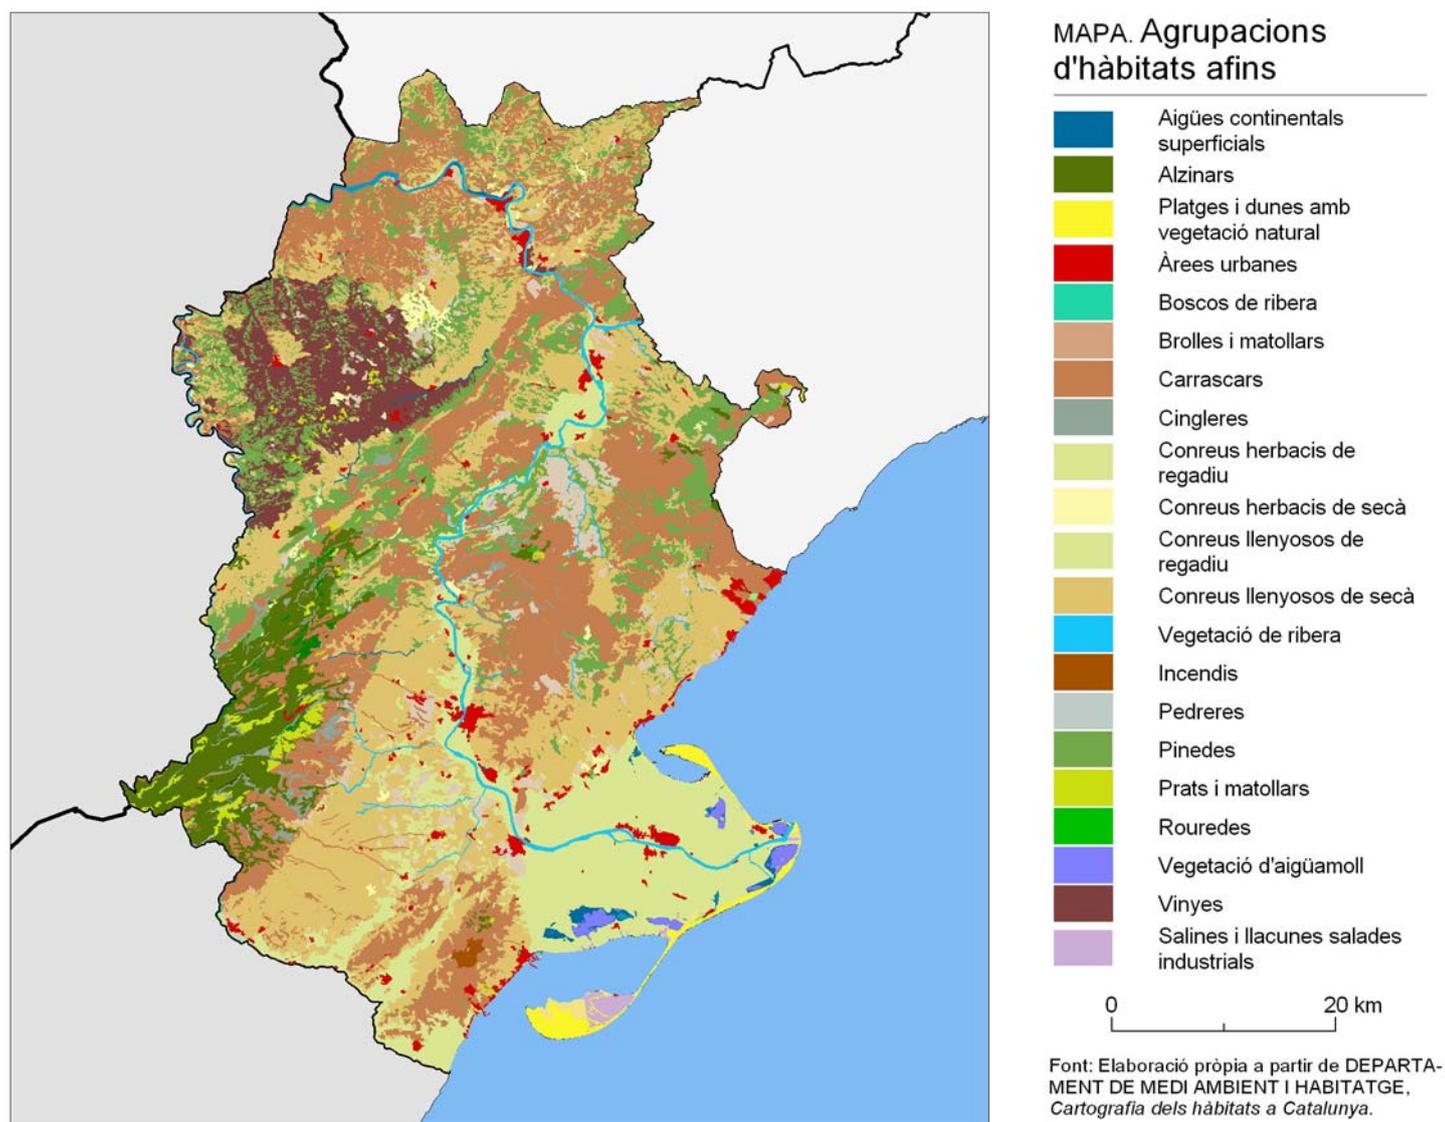 MAPA. Agrupacions
d'hàbitats afins
Aigües continentals
superficials
Alzinars
Platges i dunes amb
vegetació natural
Àrees urbanes
Boscos de ribera
Brolles i matollars
Carrascars
Cingleres
Conreus herbacis de
regadiu
Conreus herbacis de secà
Conreus llenyosos de
regadiu
Conreus llenyosos de secà
Vegetació de ribera
Incendis
Pedreres
Pinedes
Prats i matollars
Rouredes
Vegetació d'aigüamoll
Vinyes
Salines i llacunes salades
industrials
0 20 km
Font: Elaboració pròpia a partir de DEPARTA-
MENT DE MEDI AMBIENT I HABITATGE,
Cartografia dels hàbitats a Catalunya.